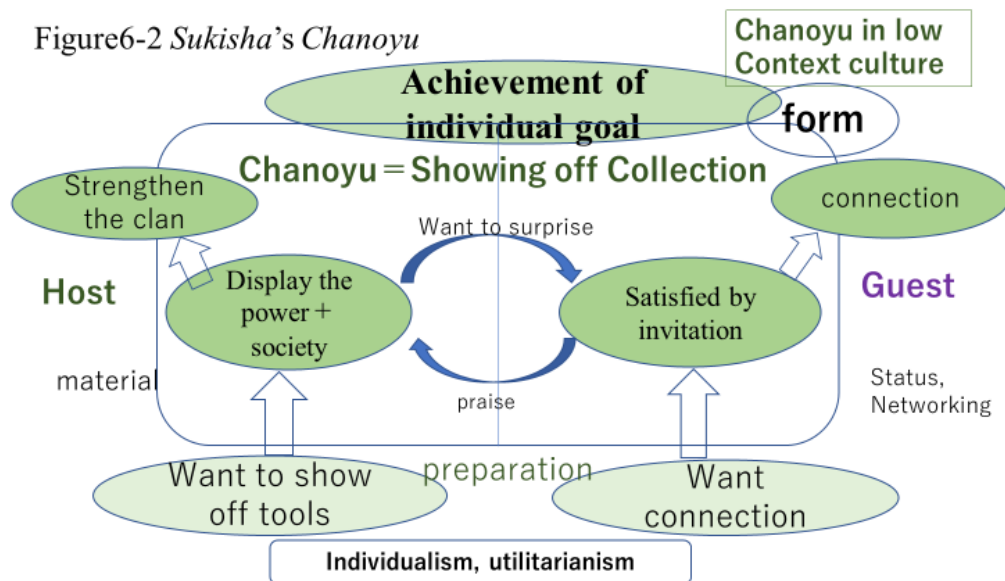 Figure6-2 Sukisha's Chanoyu
Chanoyu in low
Context culture
Achievement of
individual goal
form
Chanoyu＝Showing off Collection
Strengthen
the clan
connection
Want to surprise
Host
Display the
power＋
society
Satisfied by
invitation
Guest
material
praise
Status,
Networking
preparation
Want to show
off tools
Want
connection
Individualism, utilitarianism